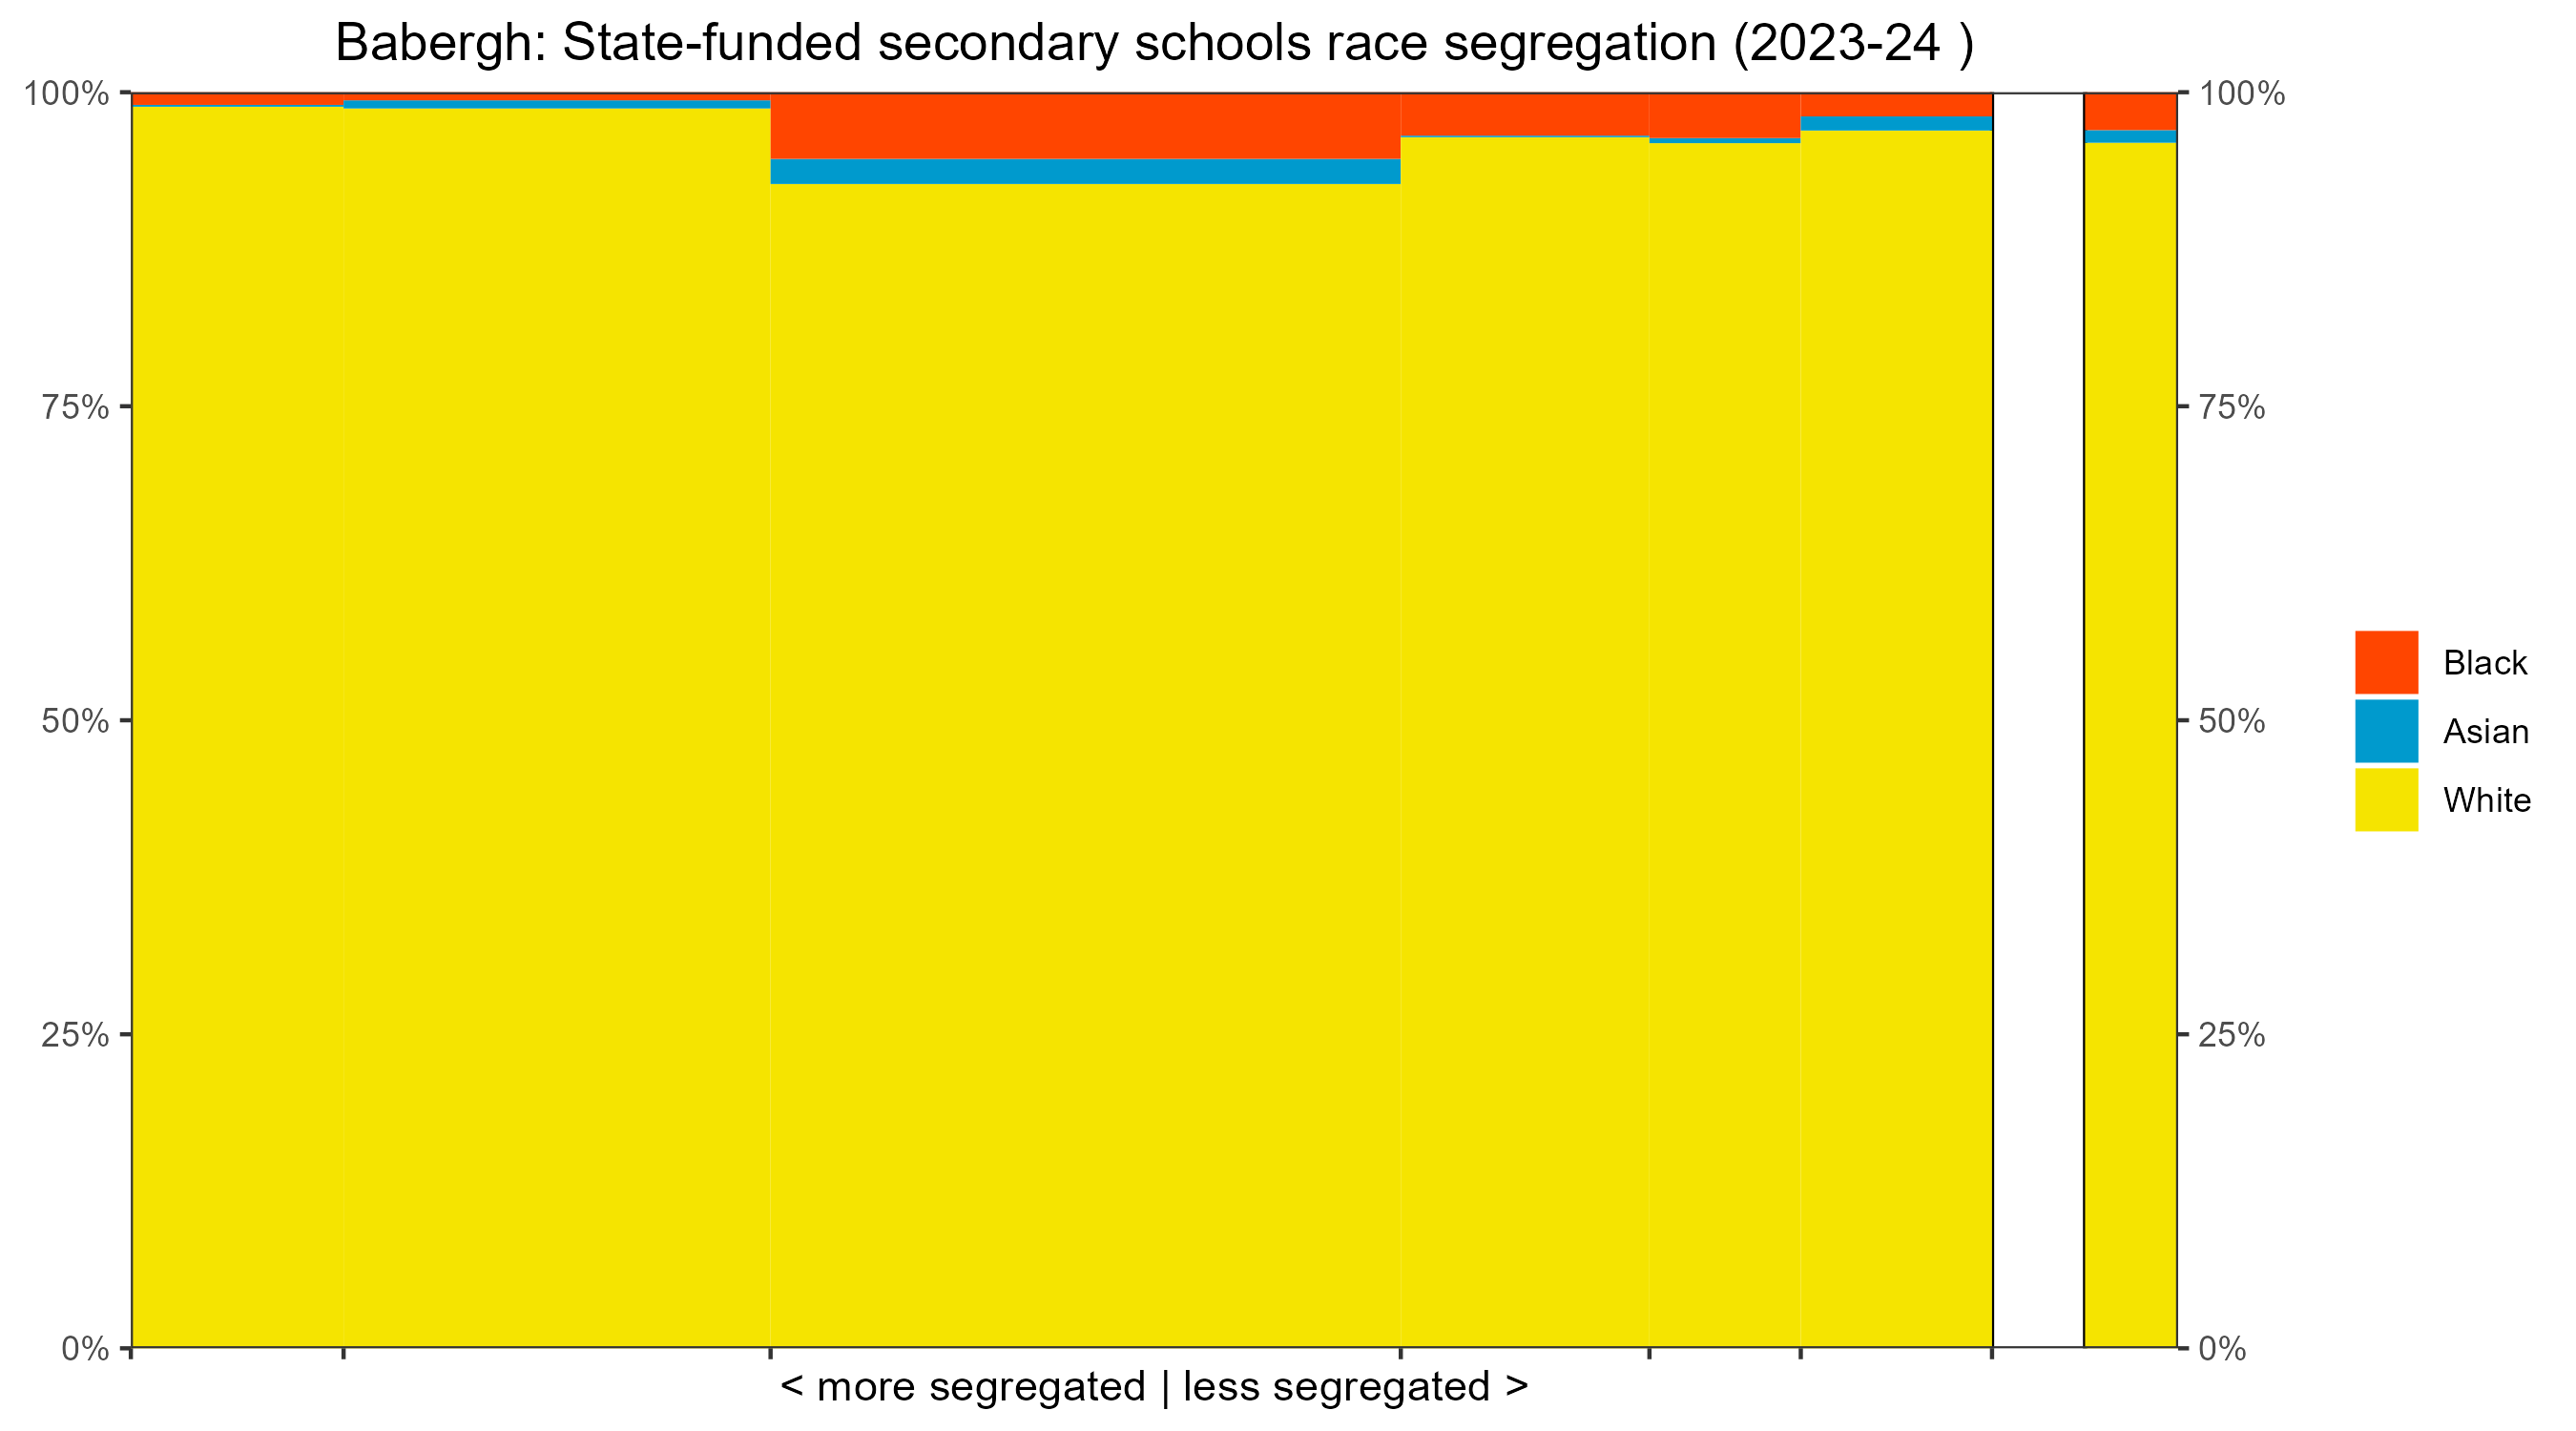 Babergh: State-funded secondary schools race segregation (2023-24 )
100%
75%
50%
25%
0%
100%
75%
50%
25%
0%
Black
Asian
White
< more segregated | less segregated >